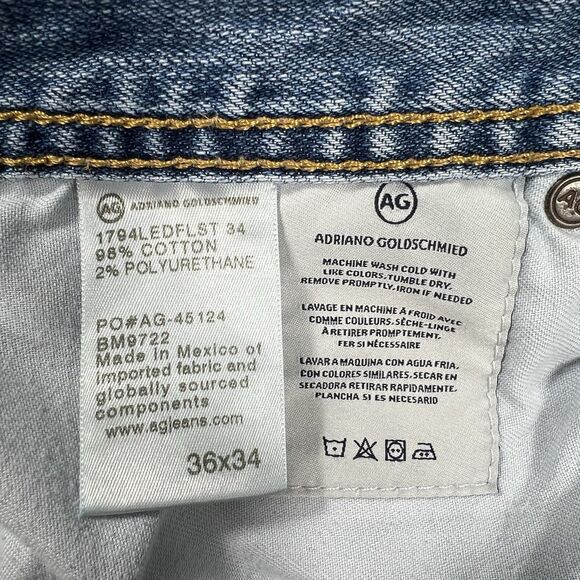 AG ADRIANO GOLDSCHMIED
1794LEDFLST 34
98% COTTON
2% POLYURETHANE
PO#AG-45124
BM9722
Made in Mexico of
imported fabric and
globally sourced
components
www.agjeans.com
36x34
AG
ADRIANO GOLDSCHMIED
MACHINE WASH COLD WITH
LIKE COLORS, TUMBLE DRY,
REMOVE PROMPTLY, IRON IF NEEDED
LAVAGE EN MACHINE À FROID AVEC
COMME COULEURS, SÈCHE-LINGE
À RETIRER PROMPTEMENT,
FER SI NÉCESSAIRE
LAVAR A MAQUINA CON AGUA FRIA,
CON COLORES SIMILARES, SECAR EN
SECADORA RETIRAR RAPIDAMENTE,
PLANCHA SI ES NECESARIO